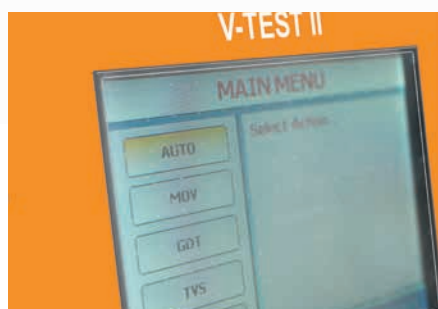 V-TEST II
MAIN MENU
Select Action
AUTO
MOV
GDT
TVS